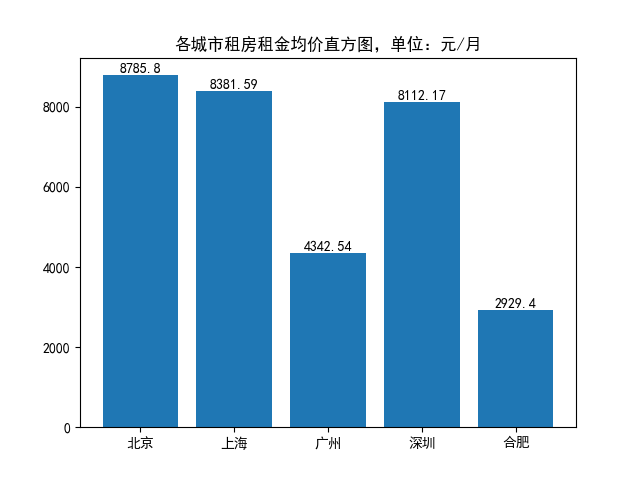 各城市租房租金均价直方图，单位：元/月
8785.8
8381.59
8112.17
4342.54
2929.4
8000
6000
4000
2000
0
北京
上海
广州
深圳
合肥